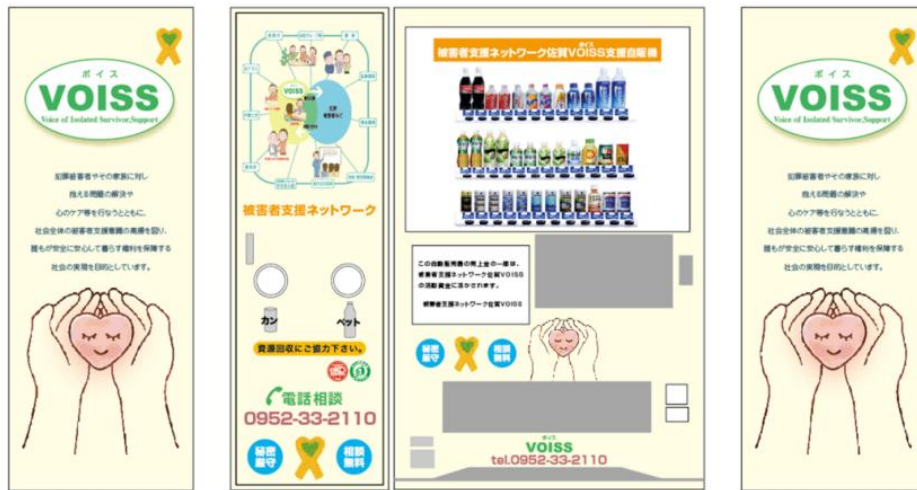 ボイス
VOISS
Voice of Isolated Survivor,Support
犯罪被害者やその家族に対し
抱える問題の解決や
心のケア等を行なうとともに、
社会全体の被害者支援意識の高揚を図り、
誰もが安全に安心して暮らす権利を保障する
社会の実現を目的としています。
VOISS
被害者支援ネットワーク
カン
ペット
資源回収にご協力下さい。
電話相談
0952-33-2110
秘密
厳守
相談
無料
ボイス
被害者支援ネットワーク佐賀VOISS支援自販機
この自動販売機の売上金の一部は、
被害者支援ネットワーク佐賀VOISS
の活動資金に活かされます。
被害者支援ネットワーク佐賀VOISS
秘密
厳守
相談
無料
ボイス
VOISS
tel.0952-33-2110
ボイス
VOISS
Voice of Isolated Survivor,Support
犯罪被害者やその家族に対し
抱える問題の解決や
心のケア等を行なうとともに、
社会全体の被害者支援意識の高揚を図り、
誰もが安全に安心して暮らす権利を保障する
社会の実現を目的としています。